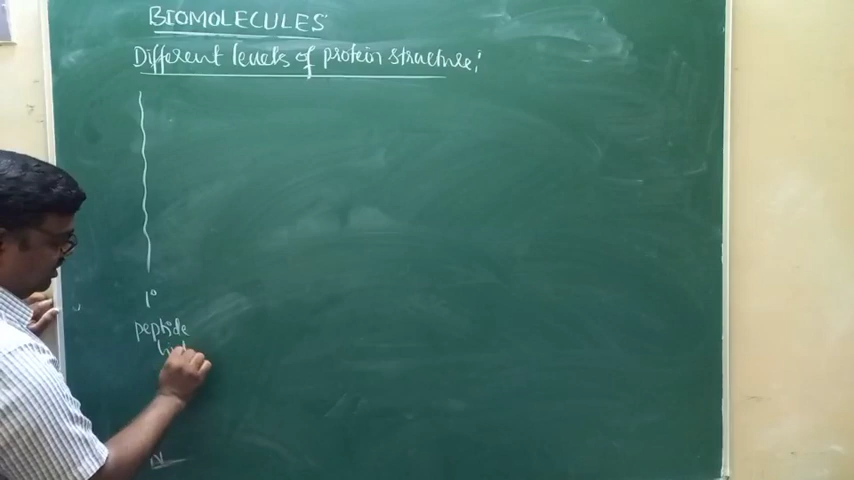 BIOMOLECULES
Different levels of protein structure;
1°
peptide